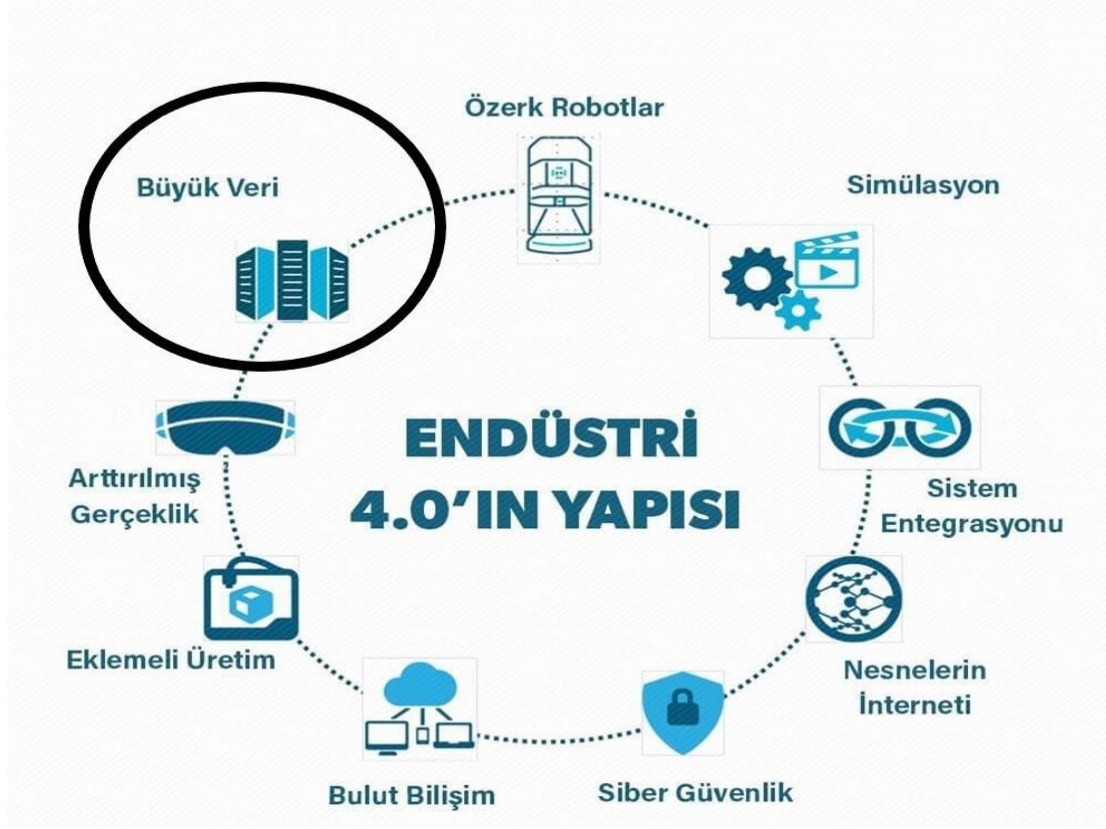 Özerk Robotlar
Büyük Veri
Simülasyon
ENDÜSTRİ
4.0’IN YAPISI
Arttırılmış
Gerçeklik
Sistem
Entegrasyonu
Eklemeli Üretim
Nesnelerin
İnterneti
Bulut Bilişim
Siber Güvenlik